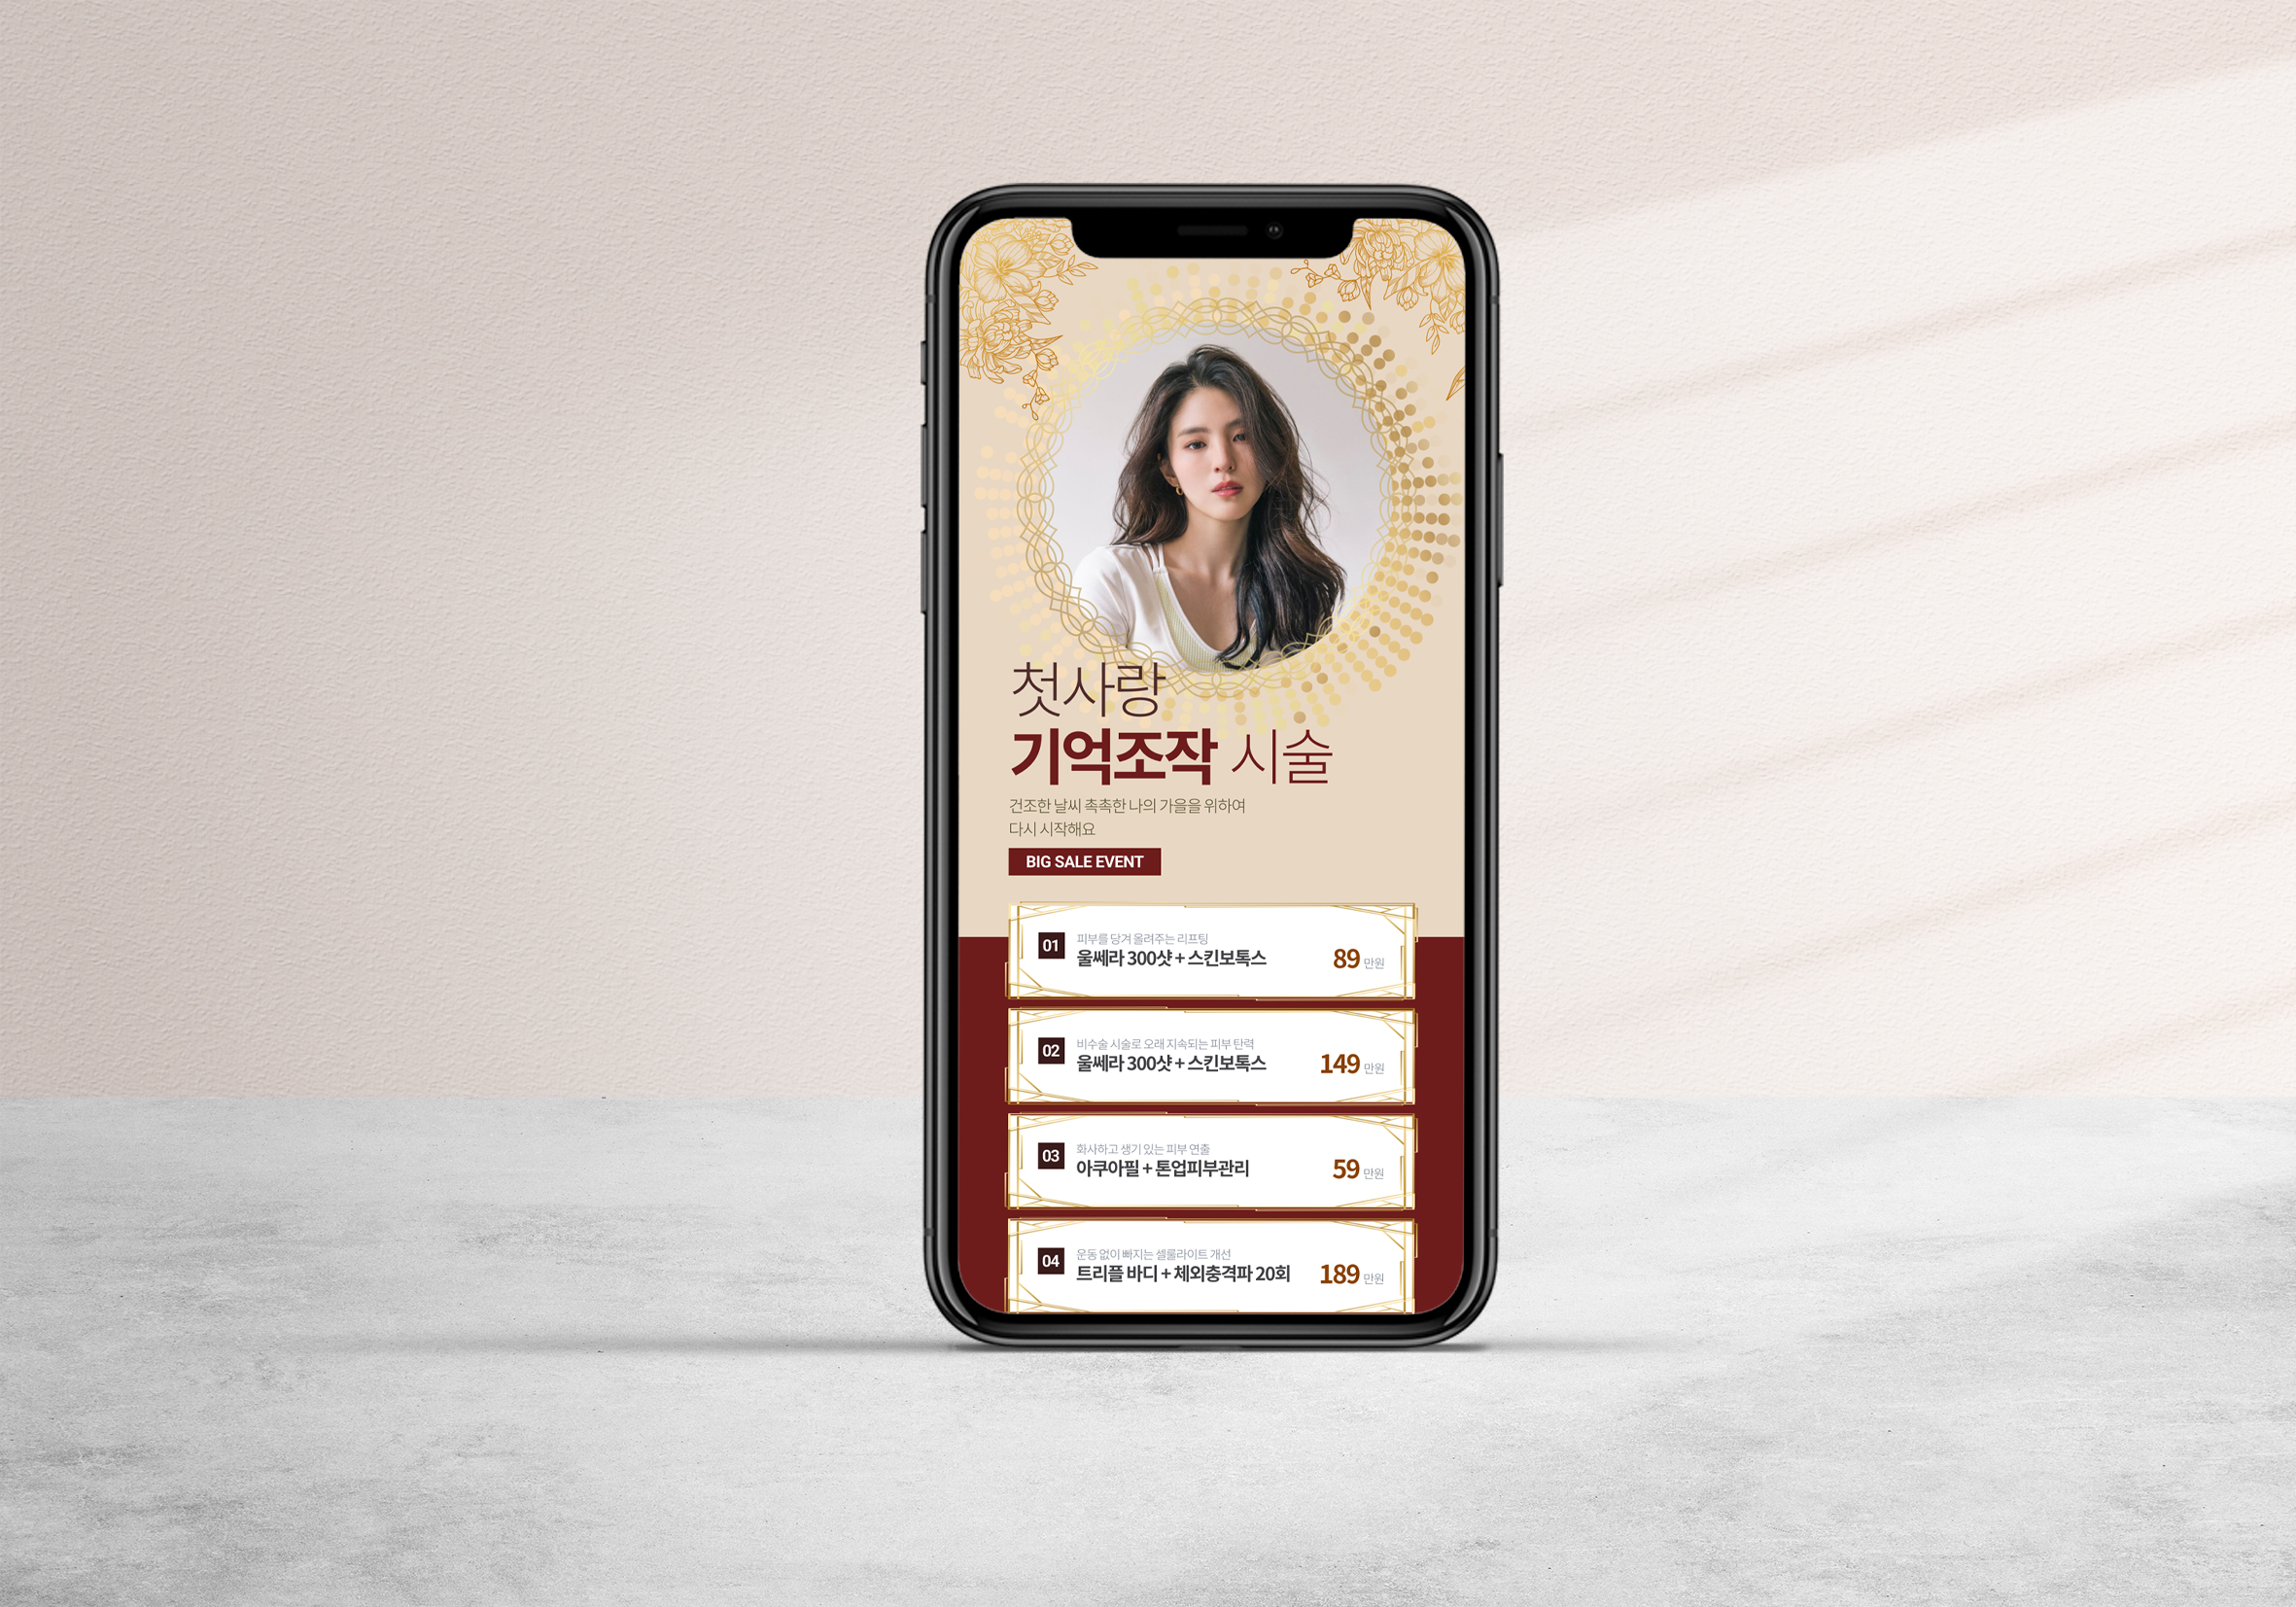 첫사랑
기억조작 시술
건조한 날씨 촉촉한 나의 가을을 위하여
다시 시작해요
BIG SALE EVENT
01
피부를 당겨 올려주는 리프팅
울쎄라 300샷 + 스킨보톡스
89 만원
02
비수술 시술로 오래 지속되는 피부 탄력
울쎄라 300샷 + 스킨보톡스
149 만원
03
화사하고 생기 있는 피부 연출
아쿠아필 + 톤업피부관리
59 만원
04
운동 없이 빠지는 셀룰라이트 개선
트리플 바디 + 체외충격파 20회
189 만원